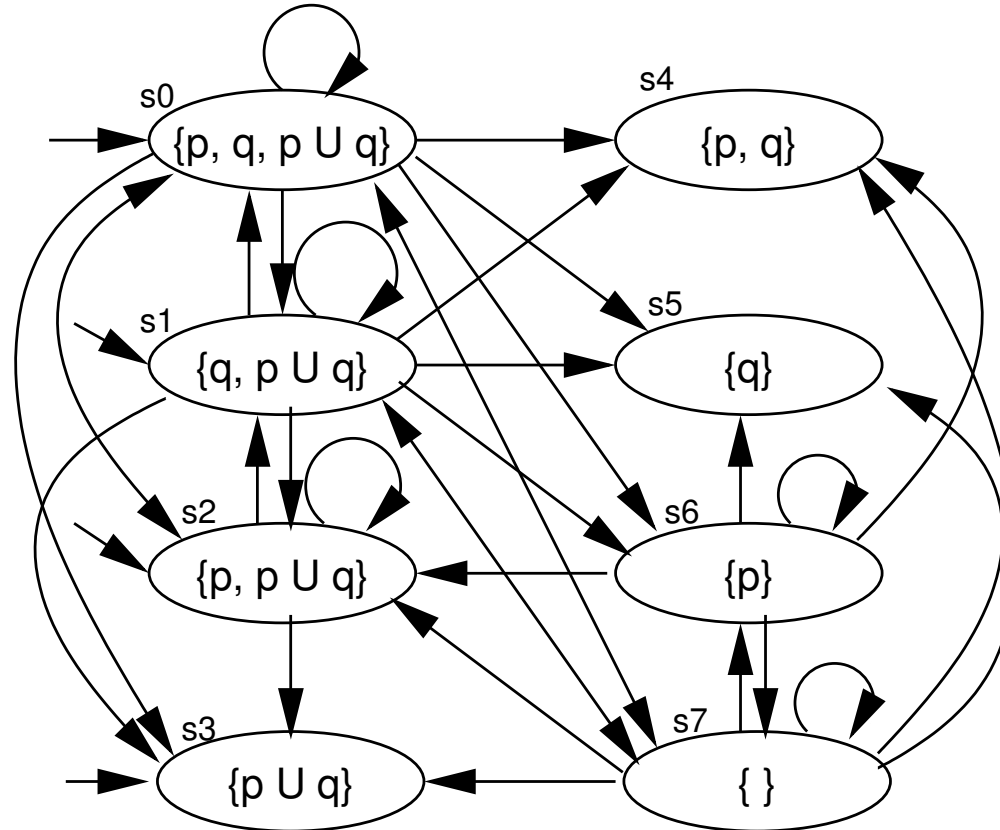 s0
{p, q, p U q}
s4
{p, q}
s1
{q, p U q}
s5
{q}
s2
{p, p U q}
s6
{p}
s3
{p U q}
s7
{ }